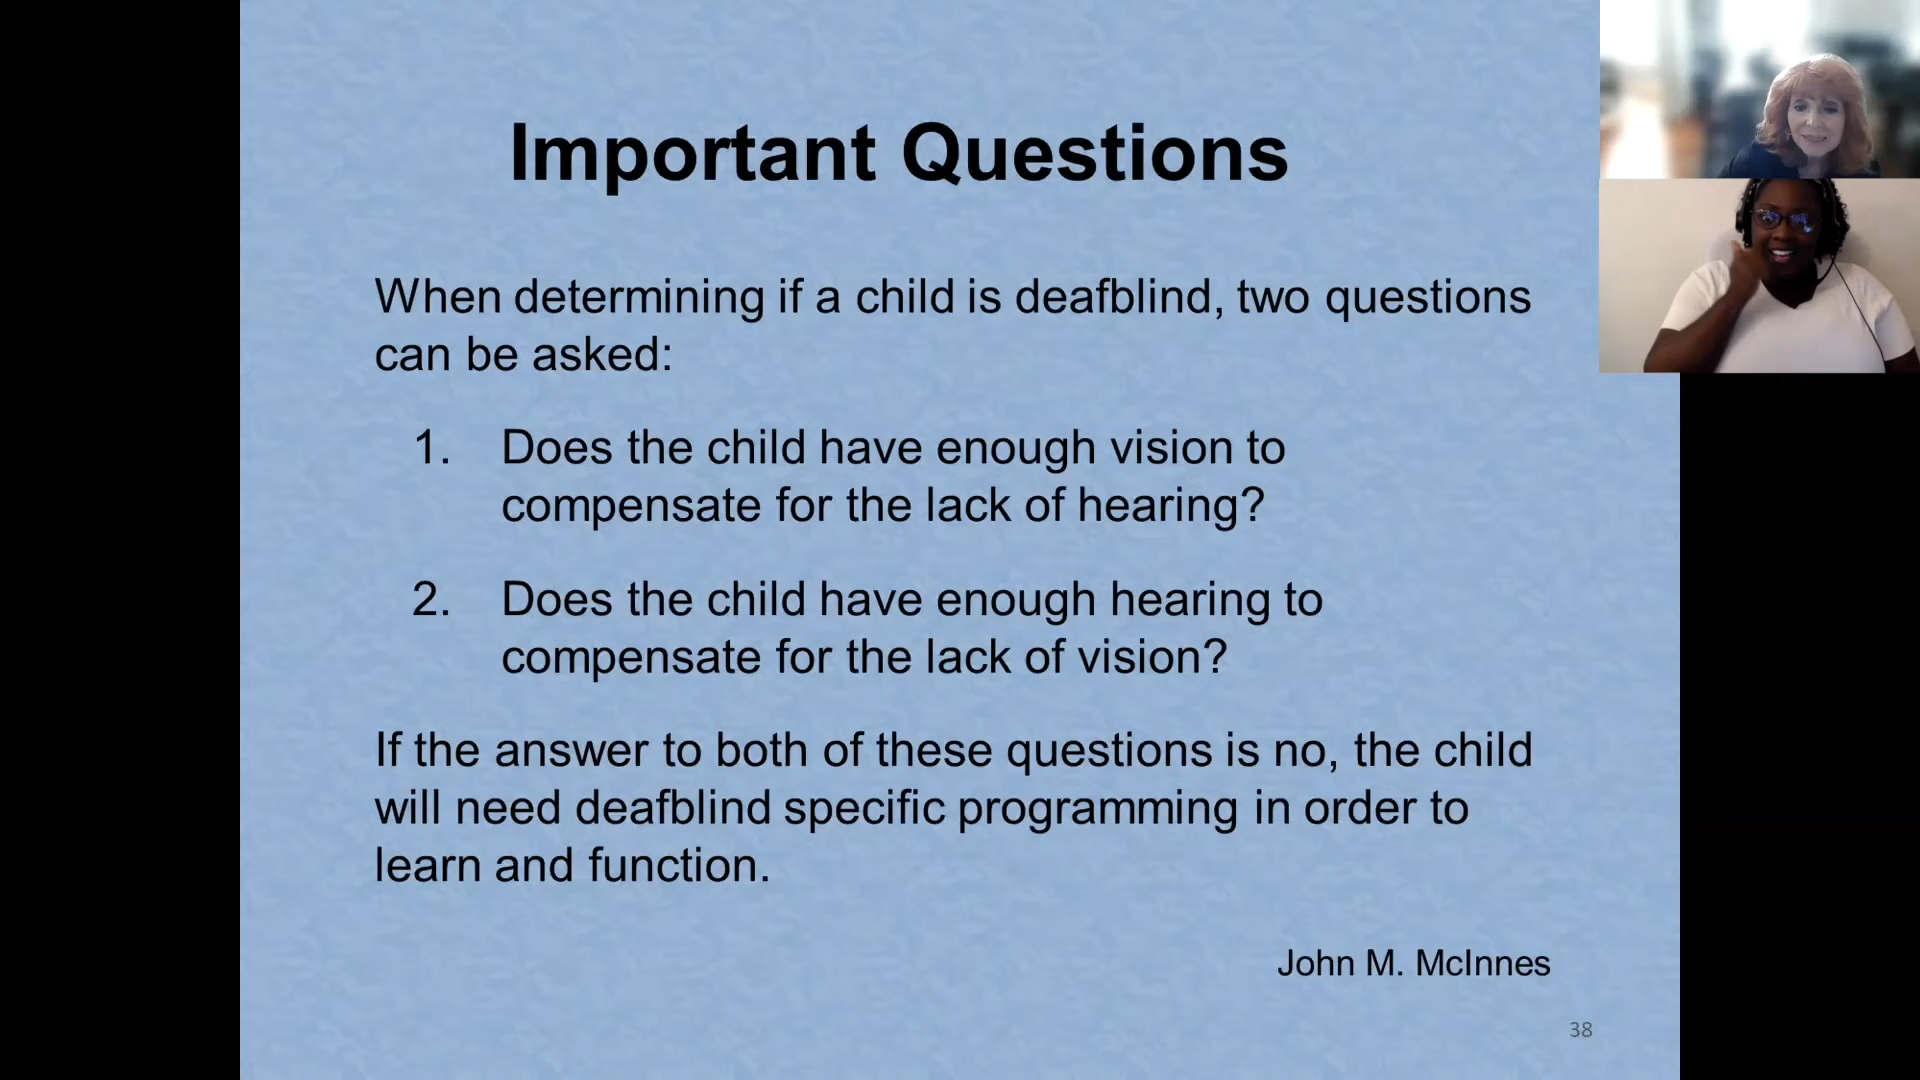 Important Questions
When determining if a child is deafblind, two questions
can be asked:
1. Does the child have enough vision to
compensate for the lack of hearing?
2. Does the child have enough hearing to
compensate for the lack of vision?
If the answer to both of these questions is no, the child
will need deafblind specific programming in order to
learn and function.
John M. McInnes
38